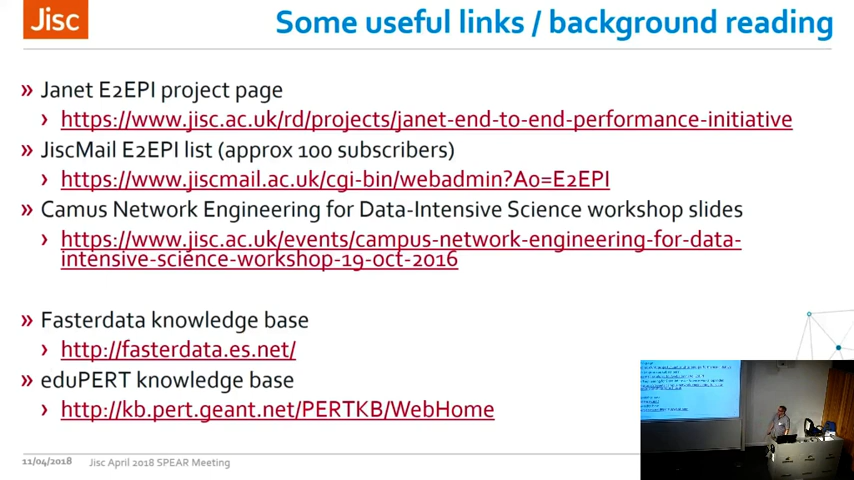 Jisc
Some useful links / background reading
» Janet E2EPI project page
› https://www.jisc.ac.uk/rd/projects/janet-end-to-end-performance-initiative
» JiscMail E2EPI list (approx 100 subscribers)
› https://www.jiscmail.ac.uk/cgi-bin/webadmin?A0=E2EPI
» Camus Network Engineering for Data-Intensive Science workshop slides
› https://www.jisc.ac.uk/events/campus-network-engineering-for-data-
intensive-science-workshop-19-oct-2016
» Fasterdata knowledge base
› http://fasterdata.es.net/
» eduPERT knowledge base
› http://kb.pert.geant.net/PERTKB/WebHome
11/04/2018 Jisc April 2018 SPEAR Meeting